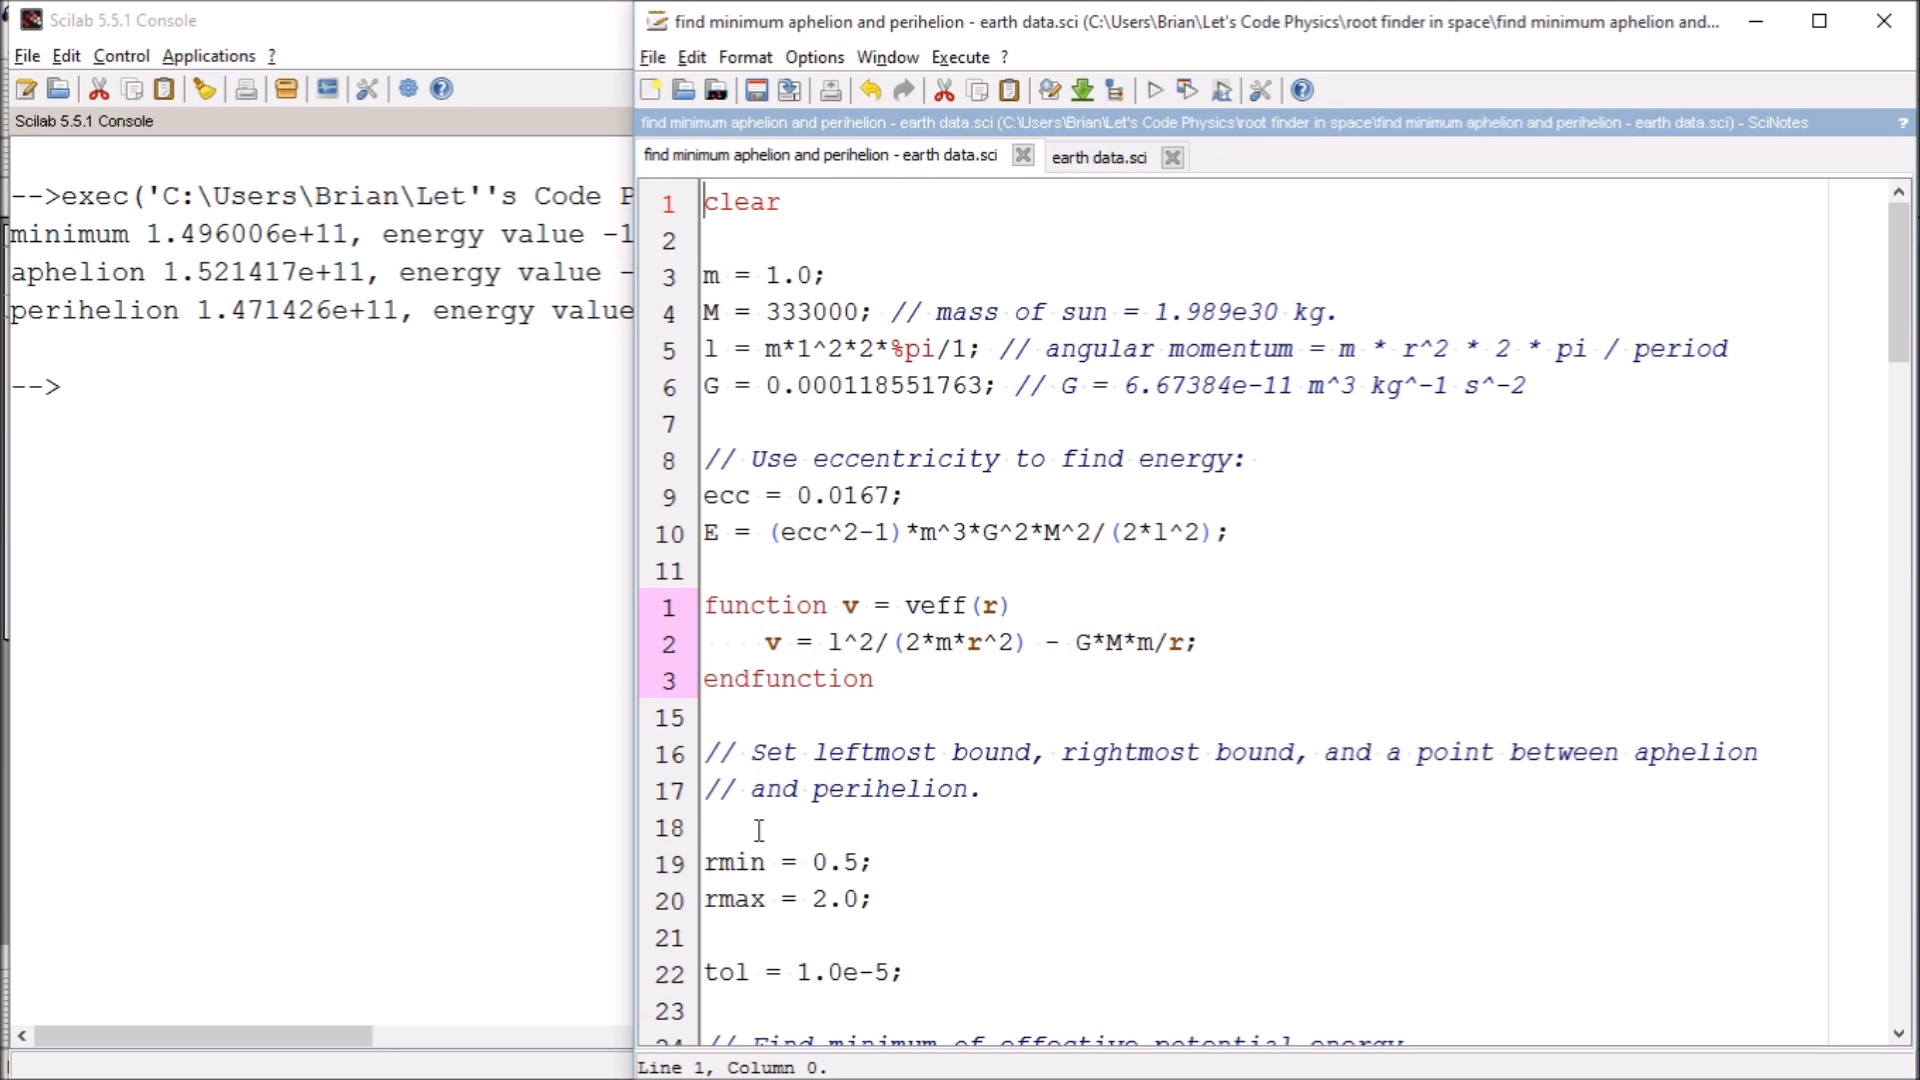 Scilab 5.5.1 Console
File Edit Control Applications ?
Scilab 5.5.1 Console
-->exec('C:\Users\Brian\Let''s Code P
minimum 1.496006e+11, energy value -1
aphelion 1.521417e+11, energy value -
perihelion 1.471426e+11, energy value
-->
find minimum aphelion and perihelion - earth data.sci (C:\Users\Brian\Let's Code Physics\root finder in space\find minimum aphelion and...
File Edit Format Options Window Execute ?
find minimum aphelion and perihelion - earth data.sci (C:\Users\Brian\Let's Code Physics\root finder in space\find minimum aphelion and perihelion - earth data.sci) - SciNotes ?
find minimum aphelion and perihelion - earth data.sci earth data.sci
1 clear
2
3 m = 1.0;
4 M = 333000; // mass of sun = 1.989e30 kg.
5 l = m*1^2*2*%pi/1; // angular momentum = m * r^2 * 2 * pi / period
6 G = 0.000118551763; // G = 6.67384e-11 m^3 kg^-1 s^-2
7
8 // Use eccentricity to find energy:
9 ecc = 0.0167;
10 E = (ecc^2-1)*m^3*G^2*M^2/(2*l^2);
11
1 function v = veff(r)
2 v = l^2/(2*m*r^2) - G*M*m/r;
3 endfunction
15
16 // Set leftmost bound, rightmost bound, and a point between aphelion
17 // and perihelion.
18
19 rmin = 0.5;
20 rmax = 2.0;
21
22 tol = 1.0e-5;
23
24 // Find minimum of effective potential energy
Line 1, Column 0.